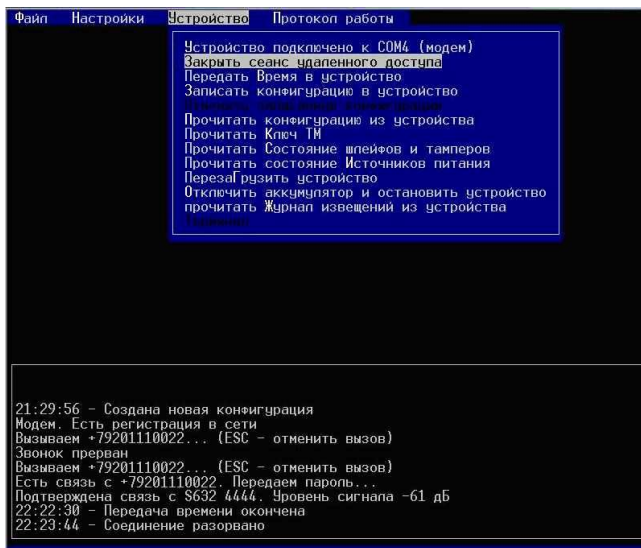 Файл Настройки Устройство Протокол работы
Устройство подключено к COM4 (модем)
Закрыть сеанс удаленного доступа
Передать Время в устройство
Записать конфигурацию в устройство
Прочитать конфигурацию из устройства
Прочитать Ключ ТМ
Прочитать Состояние шлейфов и тамперов
Прочитать состояние Источников питания
ПерезаГрузить устройство
Отключить аккумулятор и остановить устройство
прочитать Журнал извещений из устройства
21:29:56 - Создана новая конфигурация
Модем. Есть регистрация в сети
Вызываем +79201110022... (ESC - отменить вызов)
Звонок прерван
Вызываем +79201110022... (ESC - отменить вызов)
Есть связь с +79201110022. Передаем пароль...
Подтверждена связь с S632 4444. Уровень сигнала -61 дБ
22:22:30 - Передача времени окончена
22:23:44 - Соединение разорвано